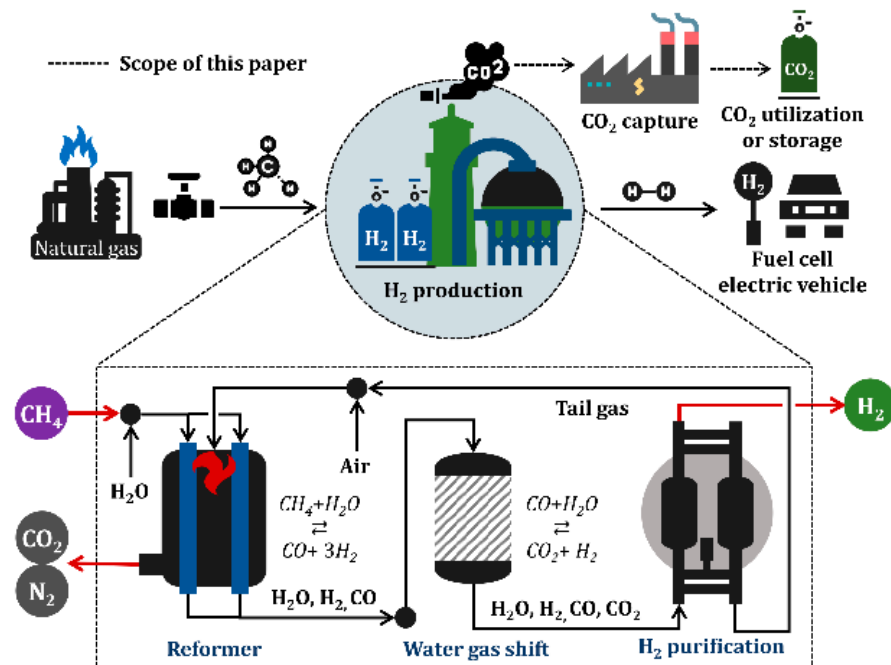 Scope of this paper
CO₂
CO₂
CO₂ capture
CO₂ utilization
or storage
H
H
C
H
H
Natural gas
H₂
H₂
H₂ production
H
H
H₂
Fuel cell
electric vehicle
CH₄
H₂O
Air
Tail gas
H₂
CH₄+H₂O
⇄
CO+ 3H₂
CO+H₂O
⇄
CO₂+ H₂
CO₂
N₂
H₂O, H₂, CO
H₂O, H₂, CO, CO₂
Reformer
Water gas shift
H₂ purification